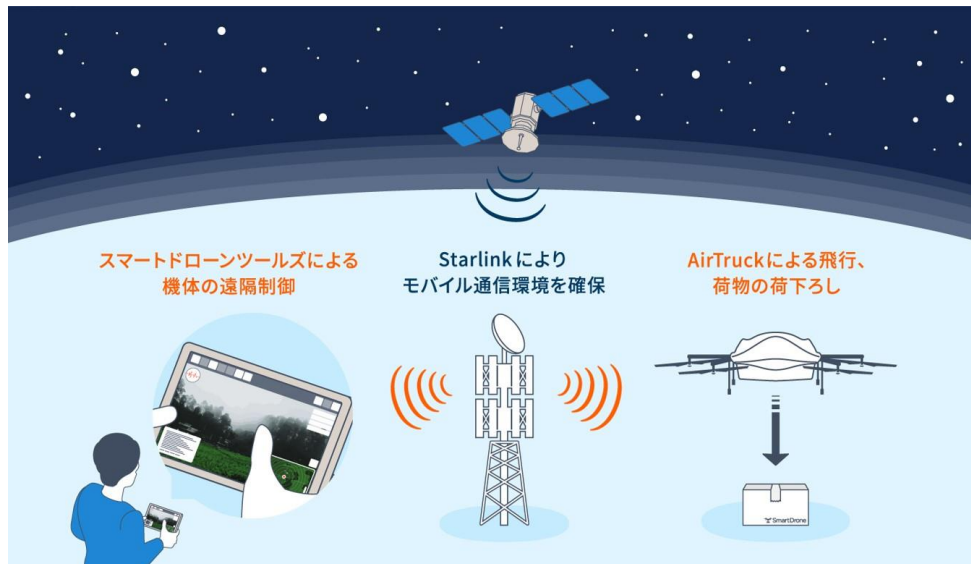 スマートドローンツールズによる
機体の遠隔制御
Starlinkにより
モバイル通信環境を確保
AirTruckによる飛行、
荷物の荷下ろし
SmartDrone